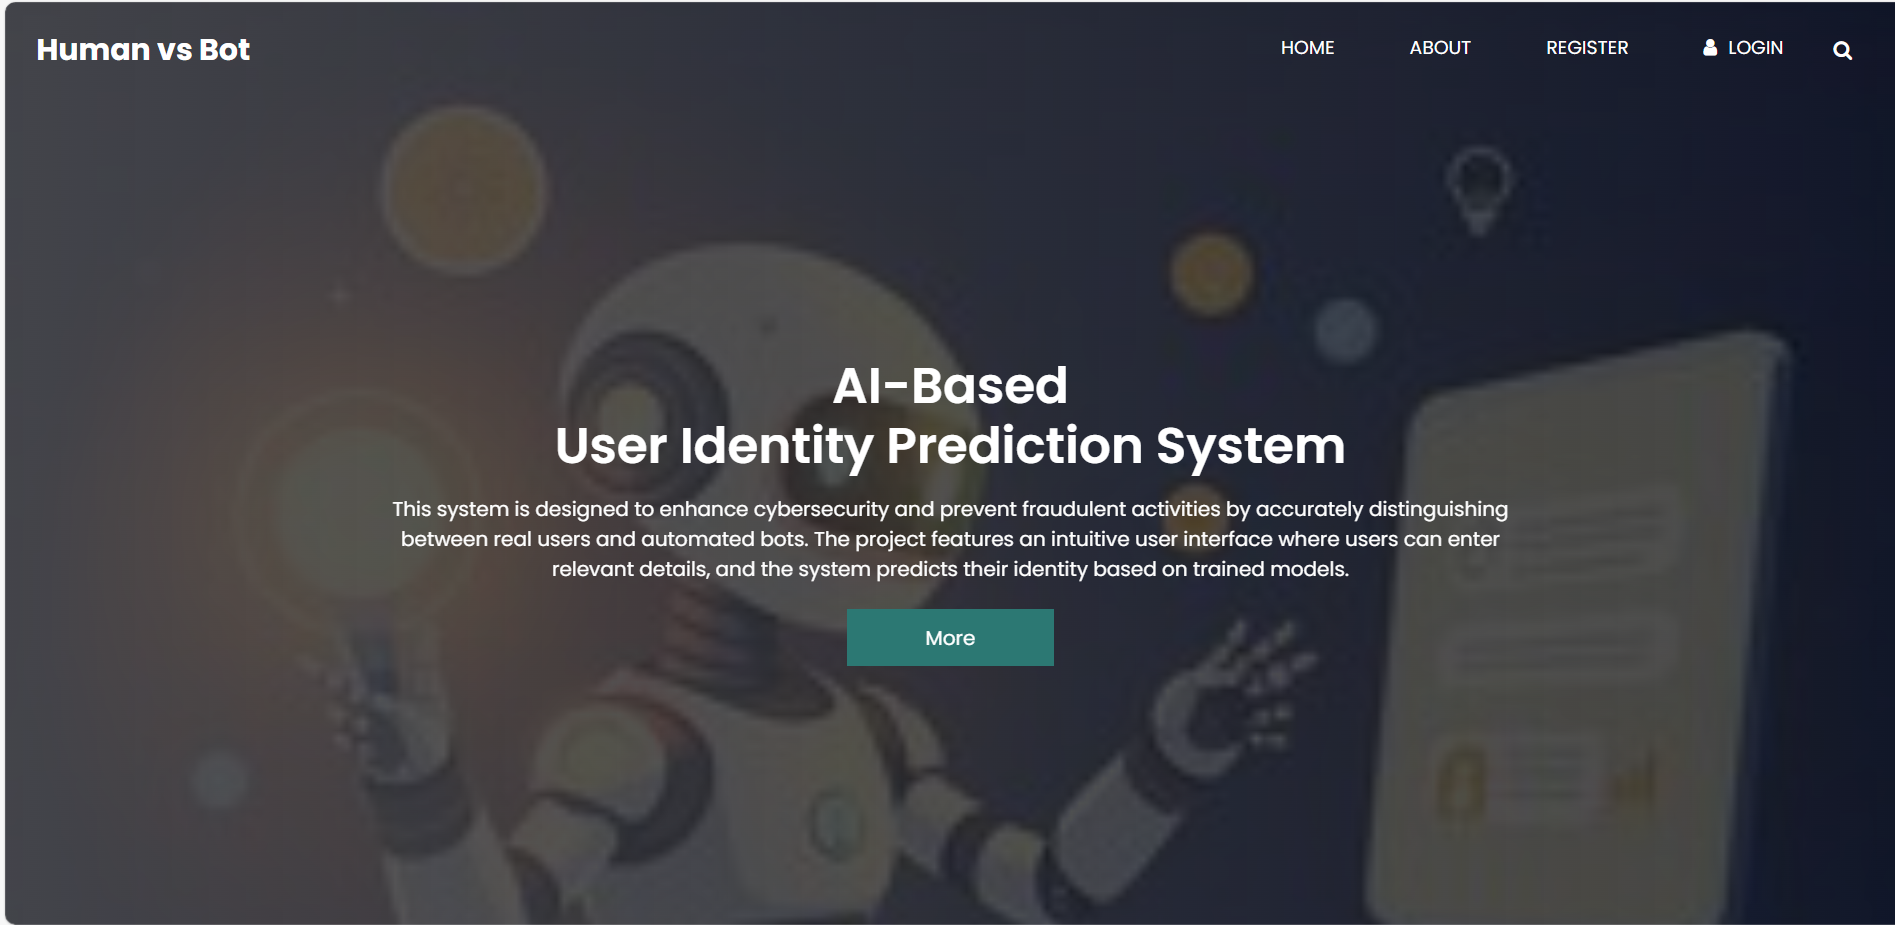 Human vs Bot
HOME
ABOUT
REGISTER
LOGIN
AI-Based
User Identity Prediction System
This system is designed to enhance cybersecurity and prevent fraudulent activities by accurately distinguishing
between real users and automated bots. The project features an intuitive user interface where users can enter
relevant details, and the system predicts their identity based on trained models.
More